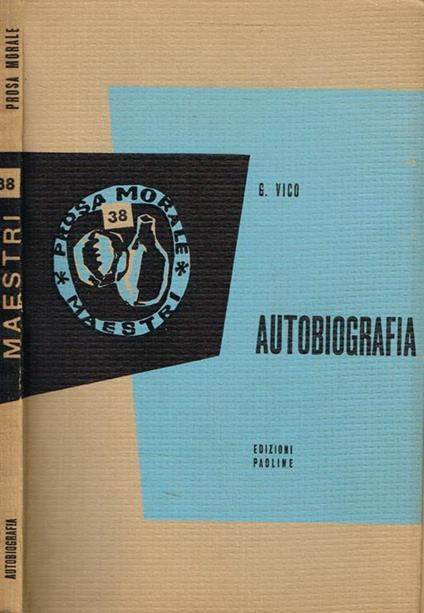 PROSA MORALE
38
MAESTRI
AUTOBIOGRAFIA
PROSA MORALE
38
* MAESTRI *
G. VICO
AUTOBIOGRAFIA
EDIZIONI
PAOLINE